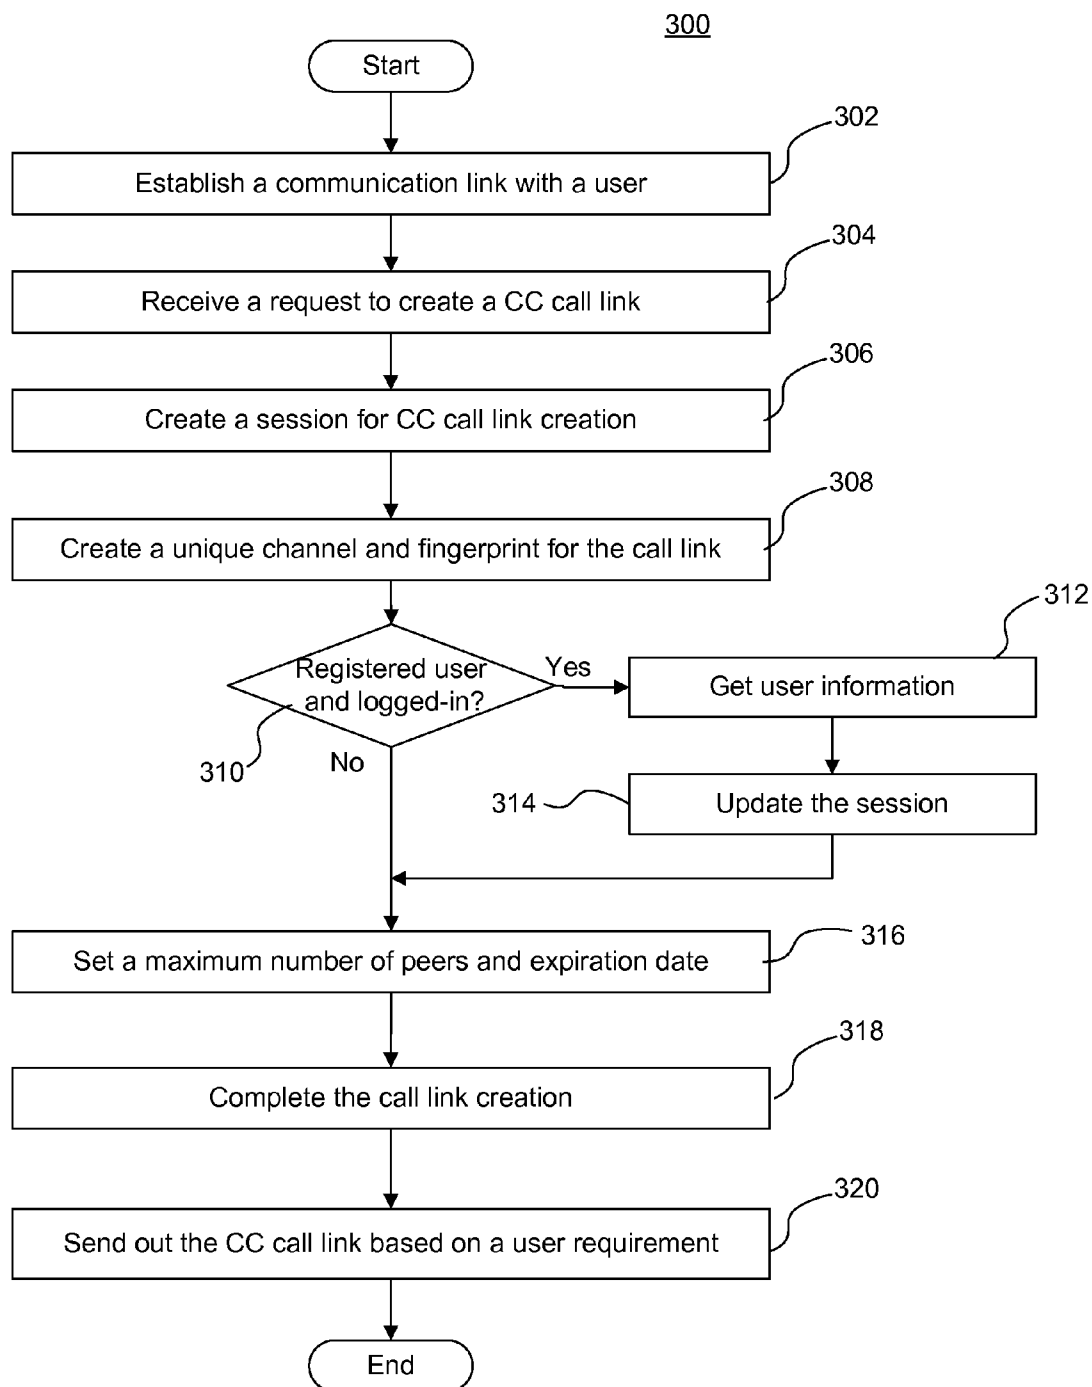 300
Start
302
Establish a communication link with a user
304
Receive a request to create a CC call link
306
Create a session for CC call link creation
308
Create a unique channel and fingerprint for the call link
312
Registered user
and logged-in?
Yes
Get user information
310
No
314
Update the session
316
Set a maximum number of peers and expiration date
318
Complete the call link creation
320
Send out the CC call link based on a user requirement
End